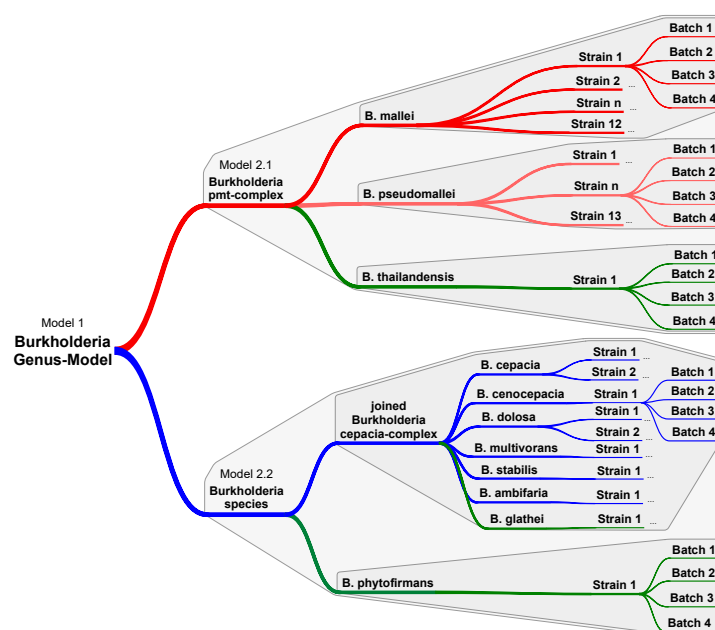 Model 1
Burkholderia
Genus-Model
Model 2.1
Burkholderia
pmt-complex
B. mallei
Strain 1
Batch 1
Batch 2
Batch 3
Batch 4
Strain 2 ...
Strain n ...
Strain 12 ...
B. pseudomallei
Strain 1 ...
Strain n
Batch 1
Batch 2
Batch 3
Batch 4
Strain 13 ...
B. thailandensis
Strain 1
Batch 1
Batch 2
Batch 3
Batch 4
Model 2.2
Burkholderia
species
joined
Burkholderia
cepacia-complex
B. cepacia
Strain 1 ...
Strain 2 ...
B. cenocepacia
Strain 1
Batch 1
Batch 2
Batch 3
Batch 4
B. dolosa
Strain 1 ...
Strain 2 ...
B. multivorans
Strain 1 ...
B. stabilis
Strain 1 ...
B. ambifaria
Strain 1 ...
B. glathei
Strain 1 ...
B. phytofirmans
Strain 1
Batch 1
Batch 2
Batch 3
Batch 4